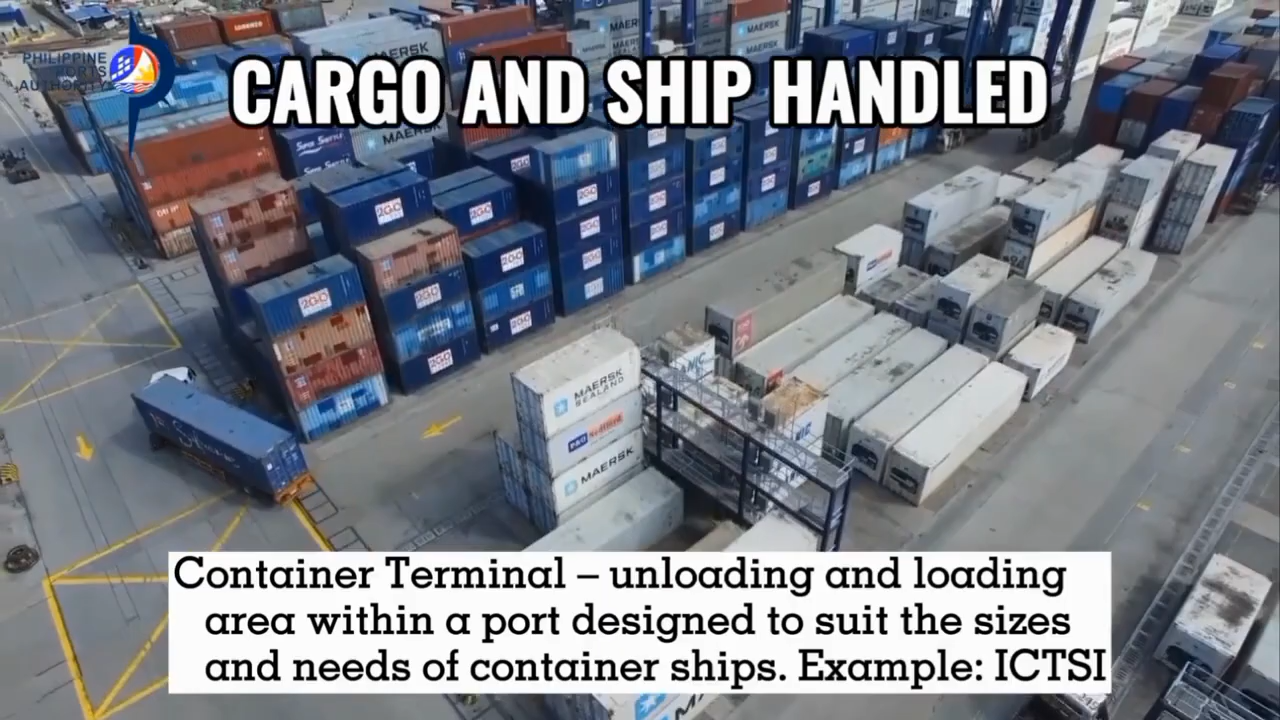 PHILIPPINE
PORTS
AUTHORITY
CARGO AND SHIP HANDLED
MAERSK
MAERSK
MAERSK
2GO
2GO
2GO
2GO
2GO
2GO
2GO
2GO
MAERSK
SEALAND
P&O Nedlloyd
MAERSK
Container Terminal – unloading and loading
area within a port designed to suit the sizes
and needs of container ships. Example: ICTSI